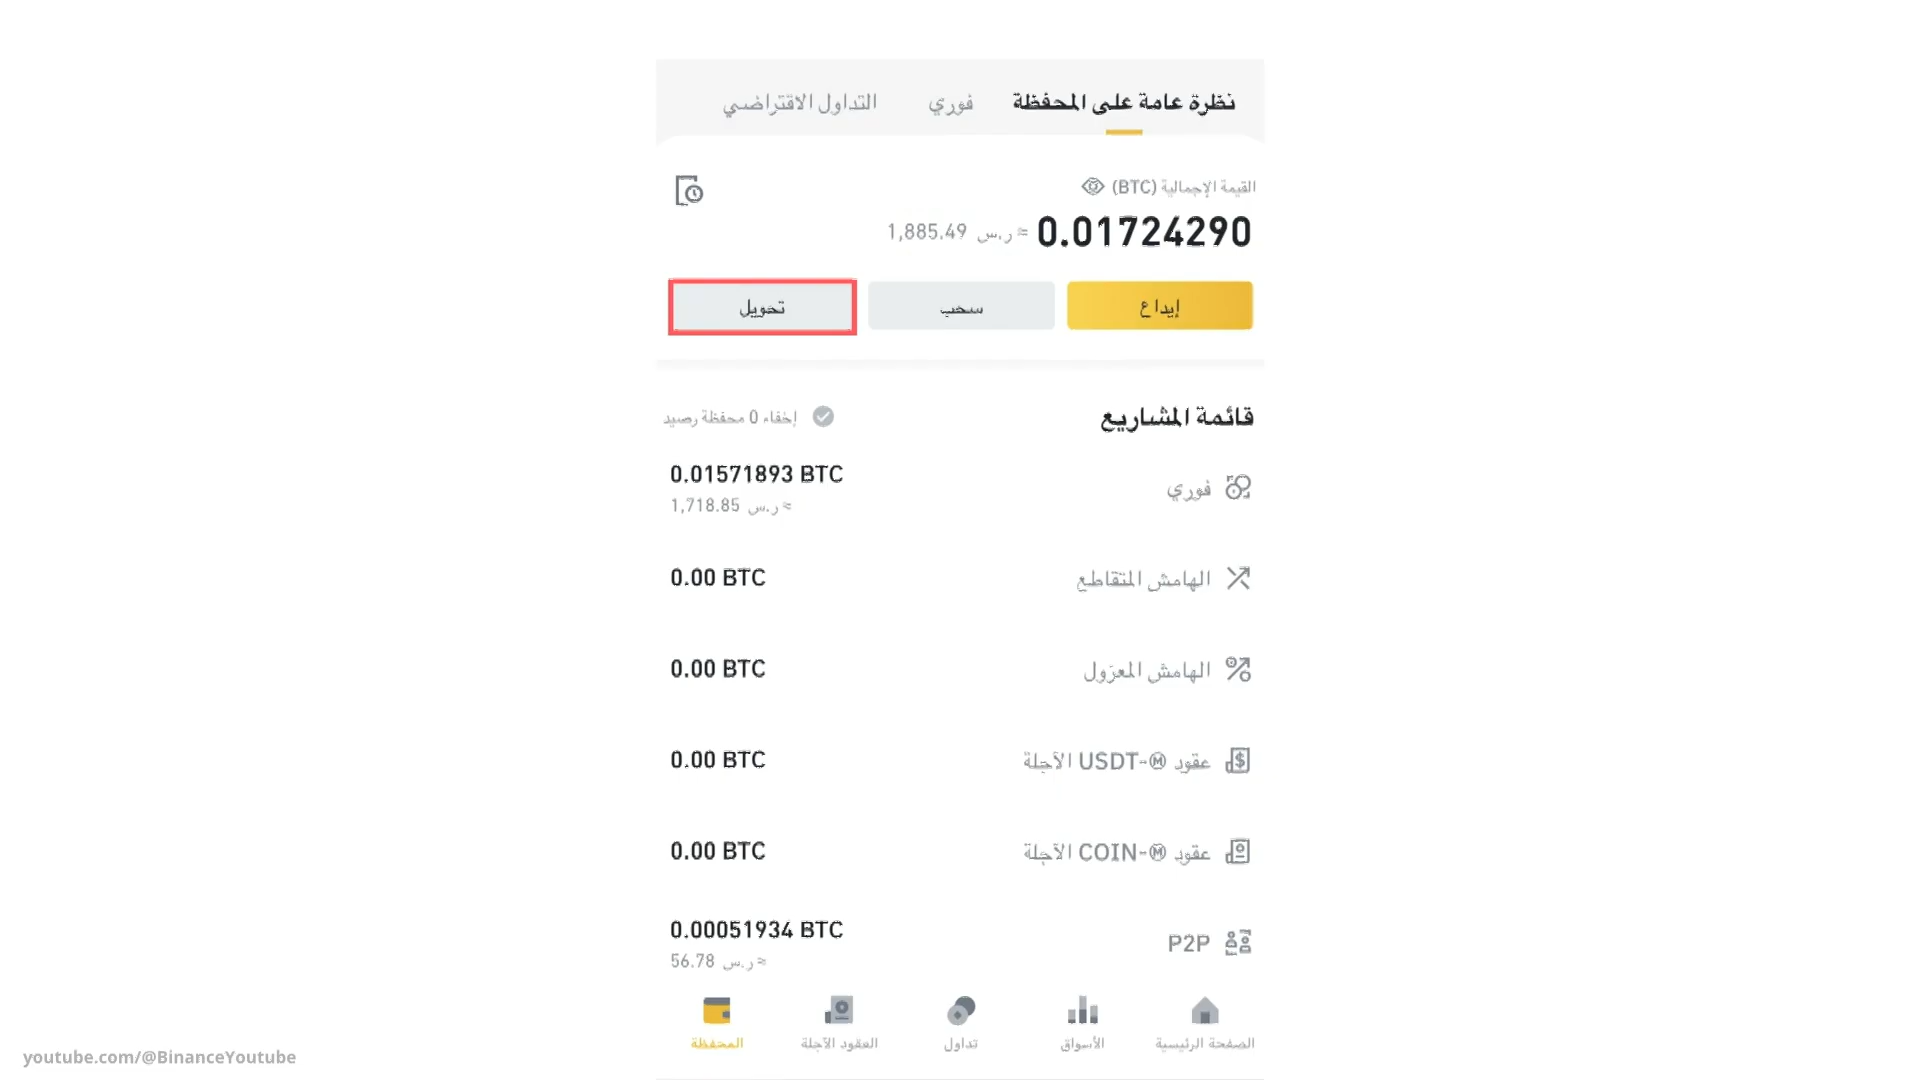 نظرة عامة على المحفظة
فوري
التداول الاقتراضي
القيمة الإجمالية (BTC)
0.01724290 ≈ ر.س 1,885.49
إيداع
سحب
تحويل
قائمة المشاريع
إخفاء 0 محفظة رصيد
فوري
0.01571893 BTC
≈ ر.س 1,718.85
الهامش المتقاطع
0.00 BTC
الهامش المعزول
0.00 BTC
عقود USDT-Ⓜ الآجلة
0.00 BTC
عقود COIN-Ⓜ الآجلة
0.00 BTC
P2P
0.00051934 BTC
≈ ر.س 56.78
الصفحة الرئيسية
الأسواق
تداول
العقود الآجلة
المحفظة
youtube.com/@BinanceYoutube